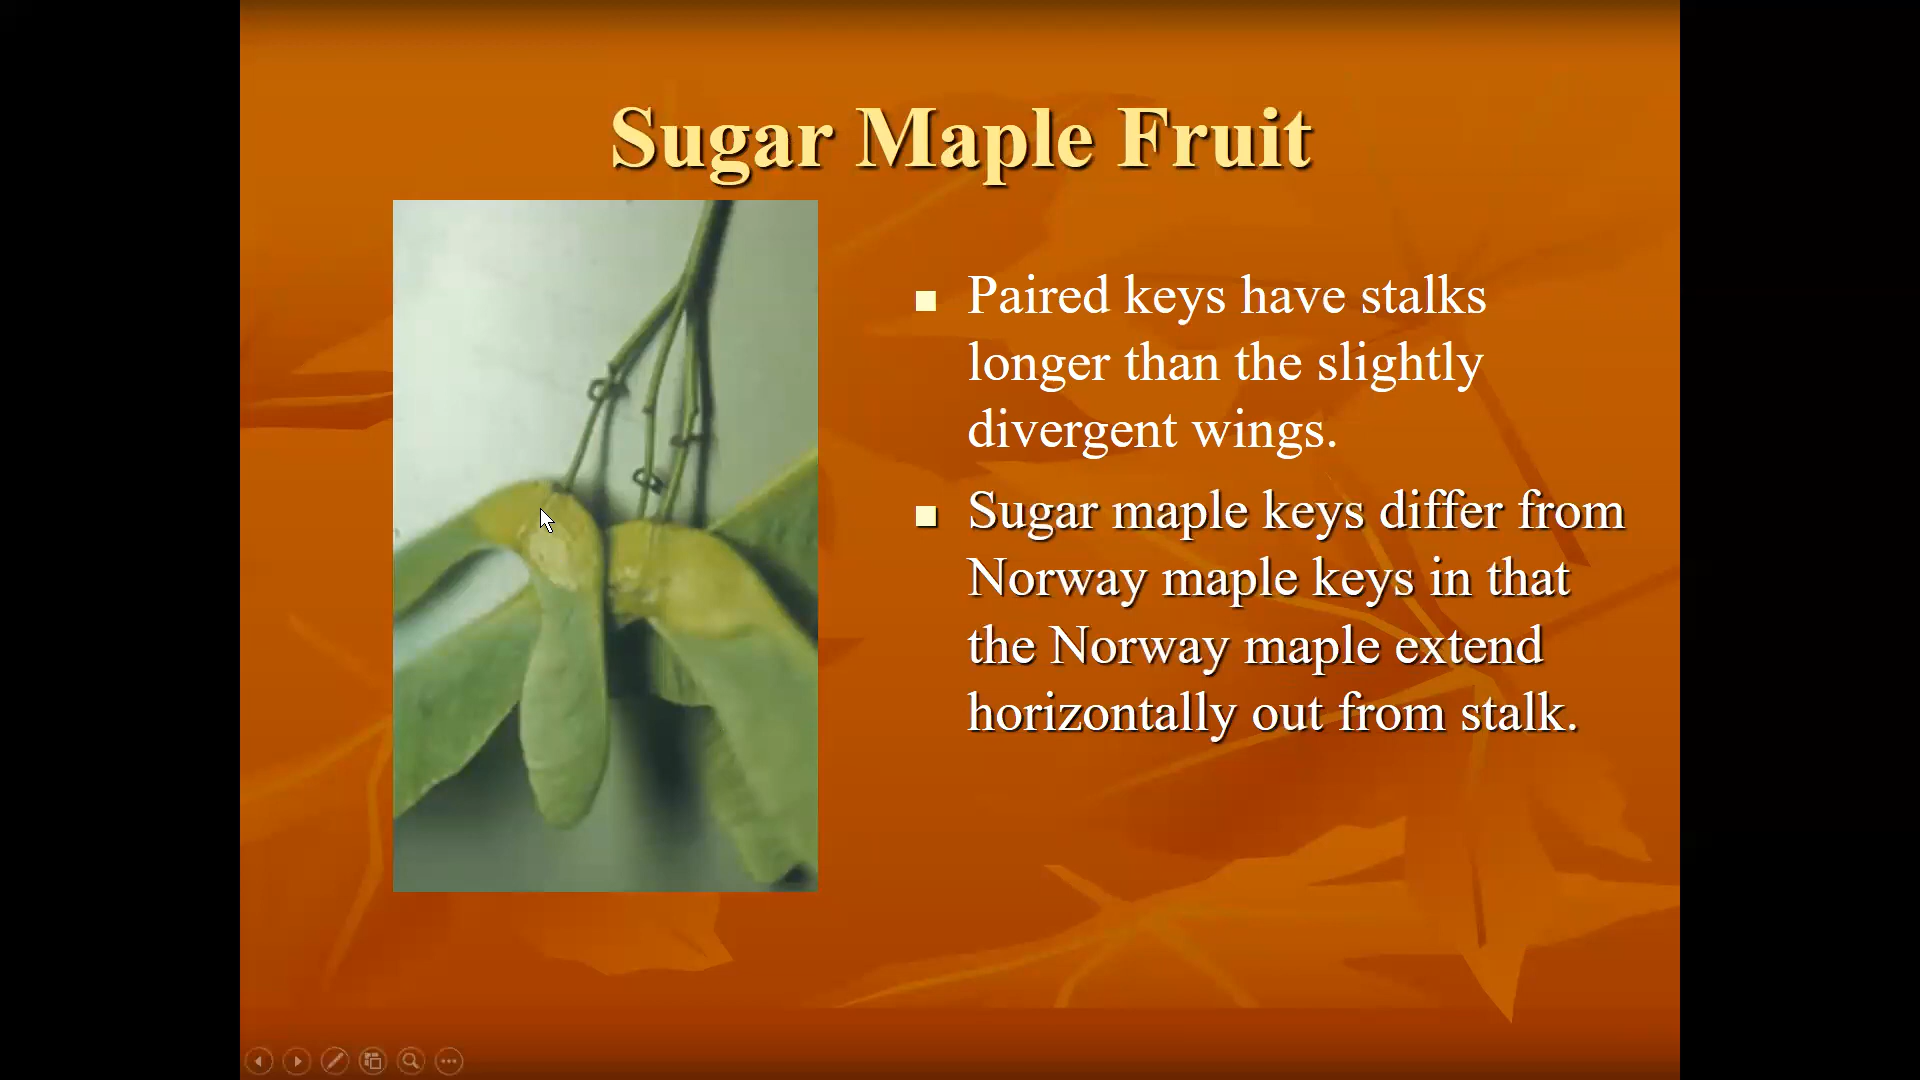 Sugar Maple Fruit
Paired keys have stalks
longer than the slightly
divergent wings.
Sugar maple keys differ from
Norway maple keys in that
the Norway maple extend
horizontally out from stalk.